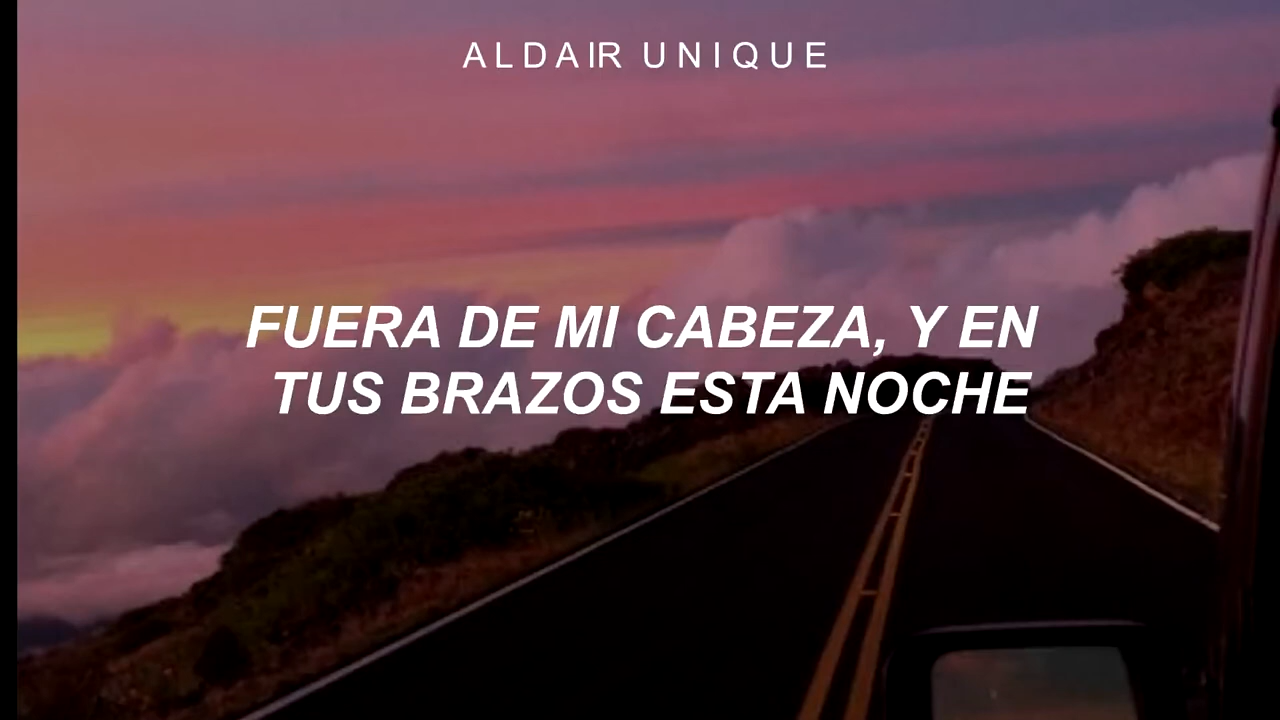 ALDAIR UNIQUE
FUERA DE MI CABEZA, Y EN
TUS BRAZOS ESTA NOCHE